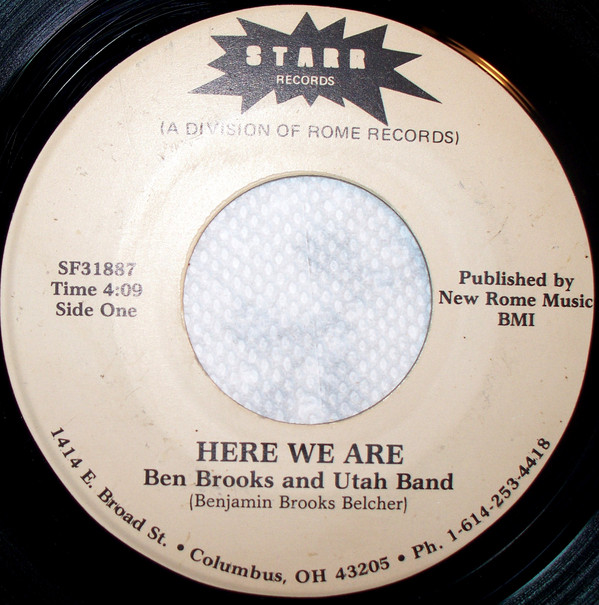 STARR
RECORDS
(A DIVISION OF ROME RECORDS)
SF31887
Time 4:09
Side One
Published by
New Rome Music
BMI
HERE WE ARE
Ben Brooks and Utah Band
(Benjamin Brooks Belcher)
1414 E. Broad St. • Columbus, OH 43205 • Ph. 1-614-253-4418